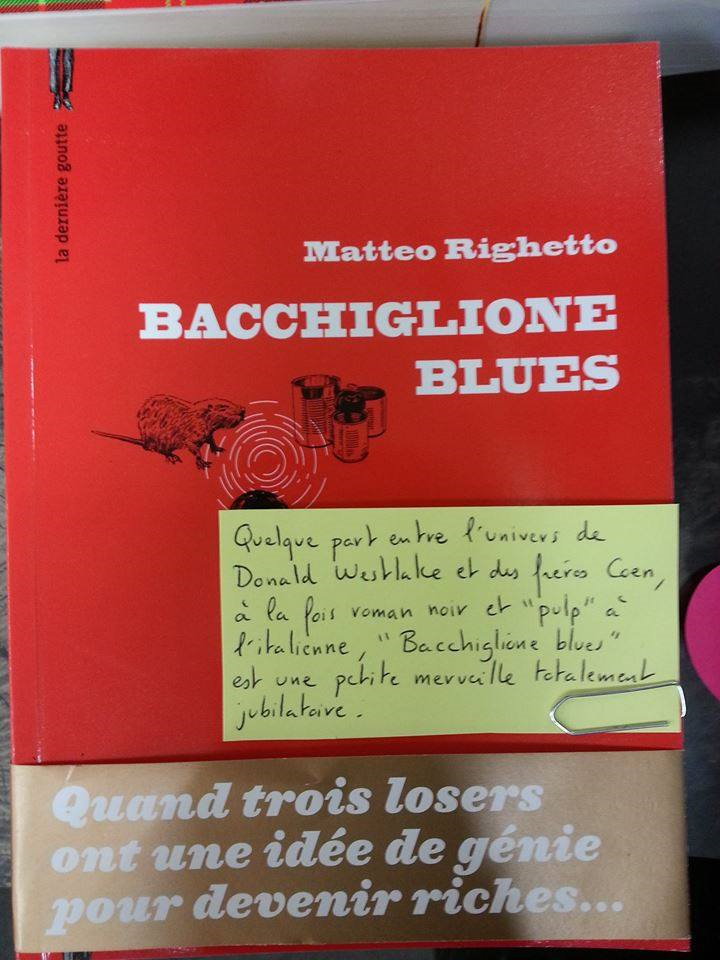 la dernière goutte
Matteo Righetto
BACCHIGLIONE
BLUES
Quelque part entre l'univers de
Donald Westlake et des frères Coen,
à la fois roman noir et "pulp" à
l'italienne, "Bacchiglione blues"
est une petite merveille totalement
jubilatoire.
Quand trois losers
ont une idée de génie
pour devenir riches...